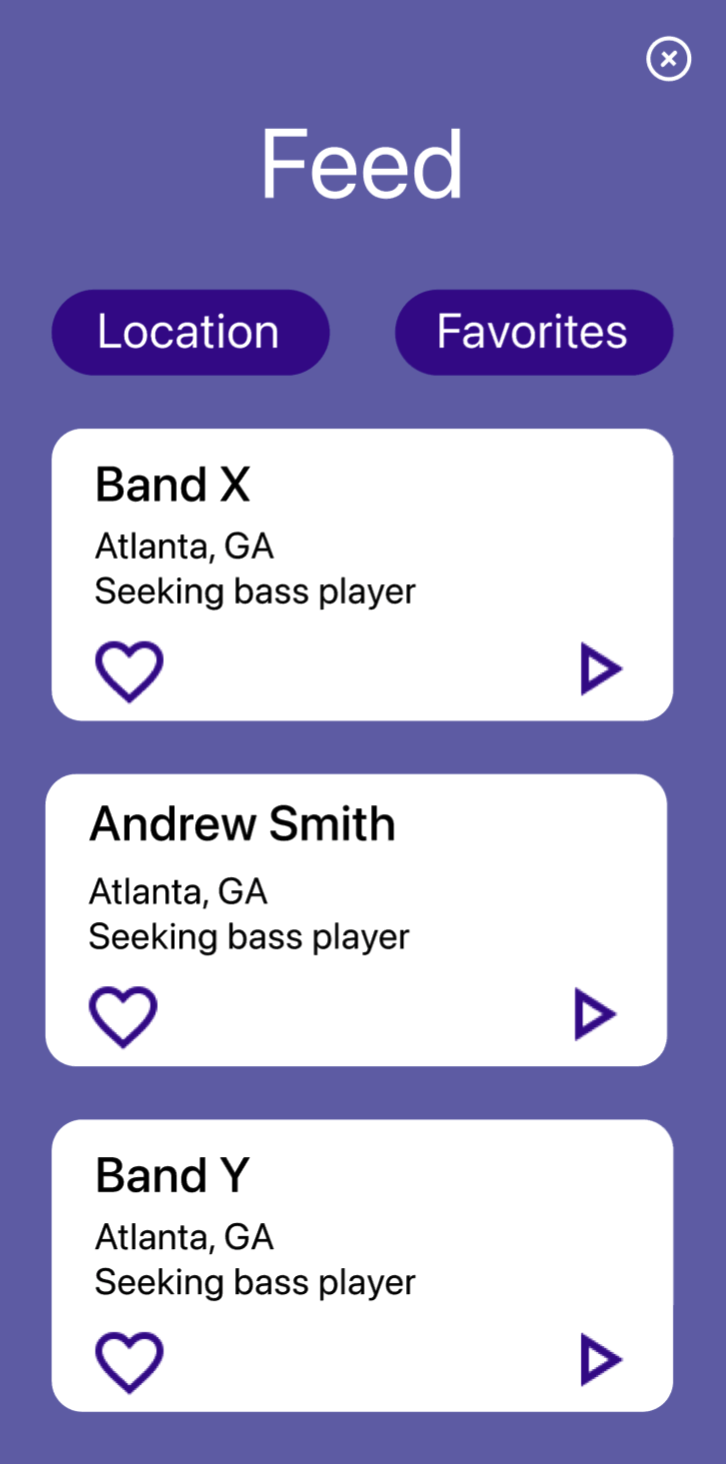 Feed
Location
Favorites
Band X
Atlanta, GA
Seeking bass player
Andrew Smith
Atlanta, GA
Seeking bass player
Band Y
Atlanta, GA
Seeking bass player